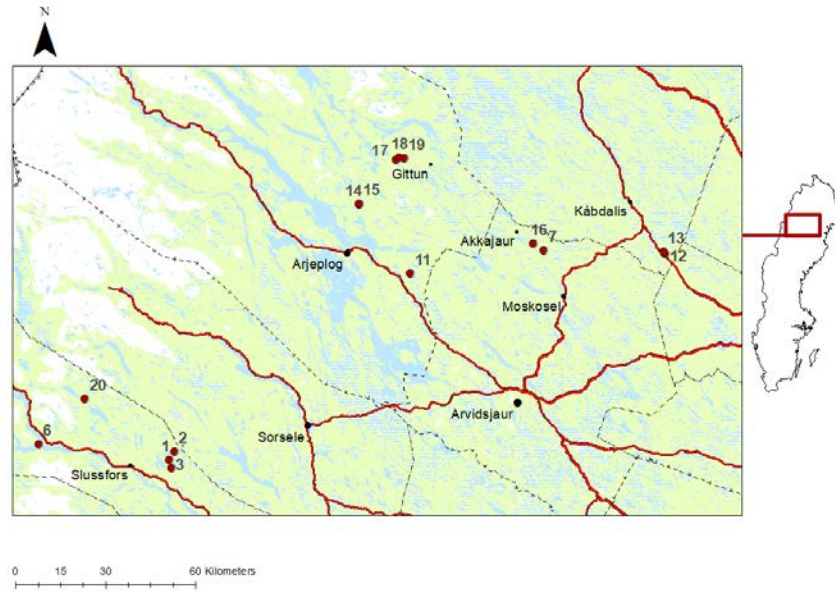 N
18 19
17
Gittun
14 15
Kåbdalis
16
Akkajaur
7
13
12
Arjeplog
11
Moskosel
20
Arvidsjaur
Sorsele
6
2
1
3
Slussfors
0 15 30 60 Kilometers